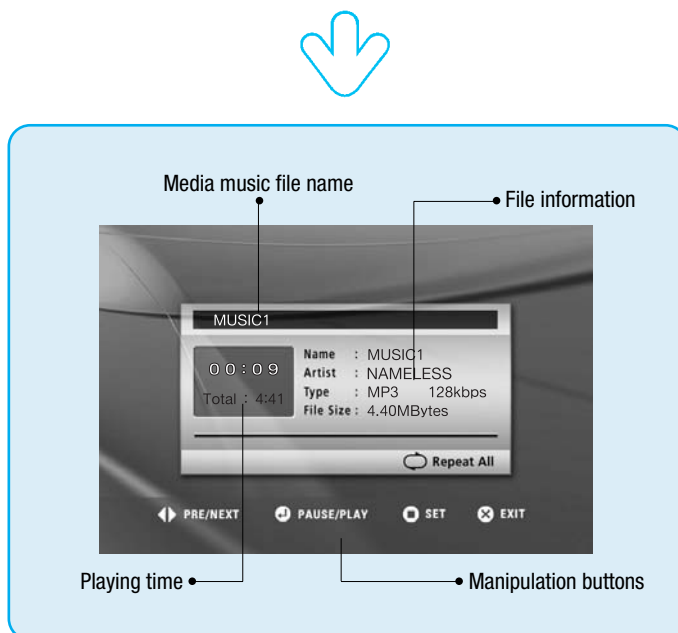 Media music file name
File information
MUSIC1
00:09
Total : 4:41
Name : MUSIC1
Artist : NAMELESS
Type : MP3 128kbps
File Size : 4.40MBytes
Repeat All
PRE/NEXT PAUSE/PLAY SET EXIT
Playing time
Manipulation buttons